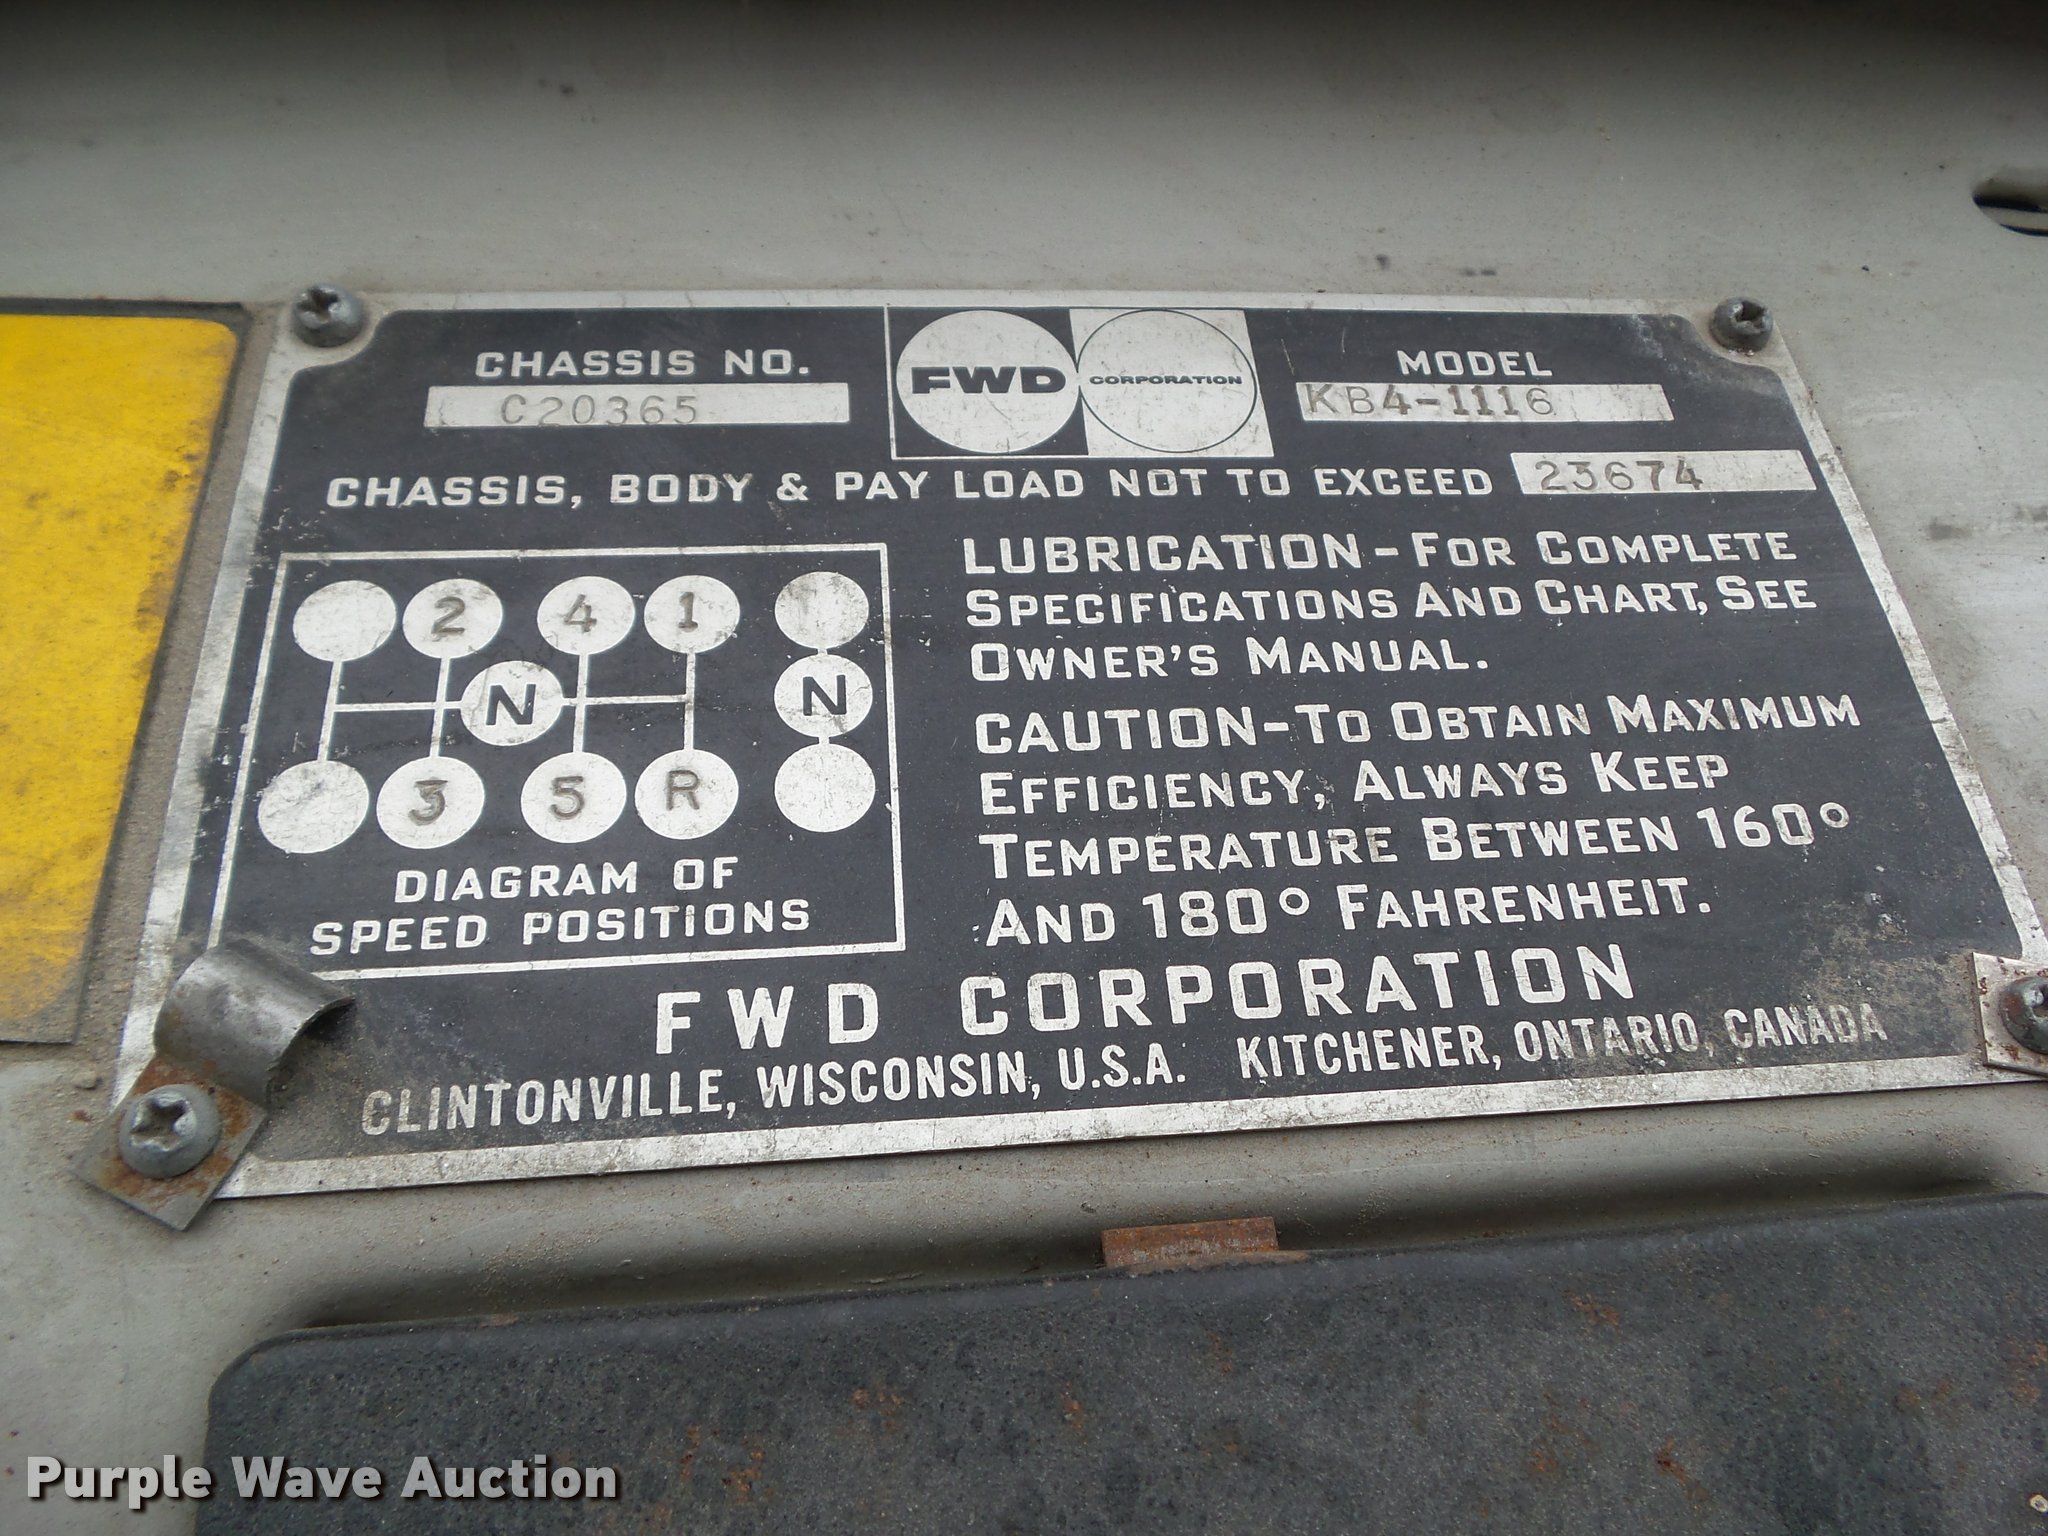 CHASSIS NO.
C20365
FWD
CORPORATION
MODEL
KB4-1116
CHASSIS, BODY & PAY LOAD NOT TO EXCEED 23674
2 4 1
N N
3 5 R
DIAGRAM OF
SPEED POSITIONS
LUBRICATION-FOR COMPLETE
SPECIFICATIONS AND CHART, SEE
OWNER'S MANUAL.
CAUTION-TO OBTAIN MAXIMUM
EFFICIENCY, ALWAYS KEEP
TEMPERATURE BETWEEN 160°
AND 180° FAHRENHEIT.
FWD CORPORATION
CLINTONVILLE, WISCONSIN, U.S.A. KITCHENER, ONTARIO, CANADA
Purple Wave Auction